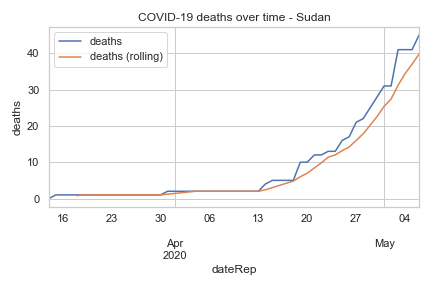 COVID-19 deaths over time - Sudan
deaths
deaths (rolling)
deaths
40
30
20
10
0
16 23 30 06 13 20 27 04
Apr May
2020
dateRep